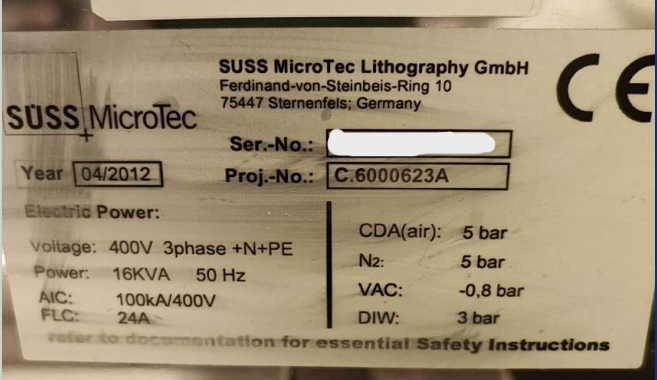 SUSS MicroTec Lithography GmbH
Ferdinand-von-Steinbeis-Ring 10
75447 Sternenfels; Germany
CE
SUSS MicroTec
Ser.-No.:
Year 04/2012
Proj.-No.: C.6000623A
Electric Power:
Voltage: 400V 3phase +N+PE
Power: 16KVA 50 Hz
AIC: 100kA/400V
FLC: 24A
CDA(air): 5 bar
N2: 5 bar
VAC: -0,8 bar
DIW: 3 bar
refer to documentation for essential Safety Instructions